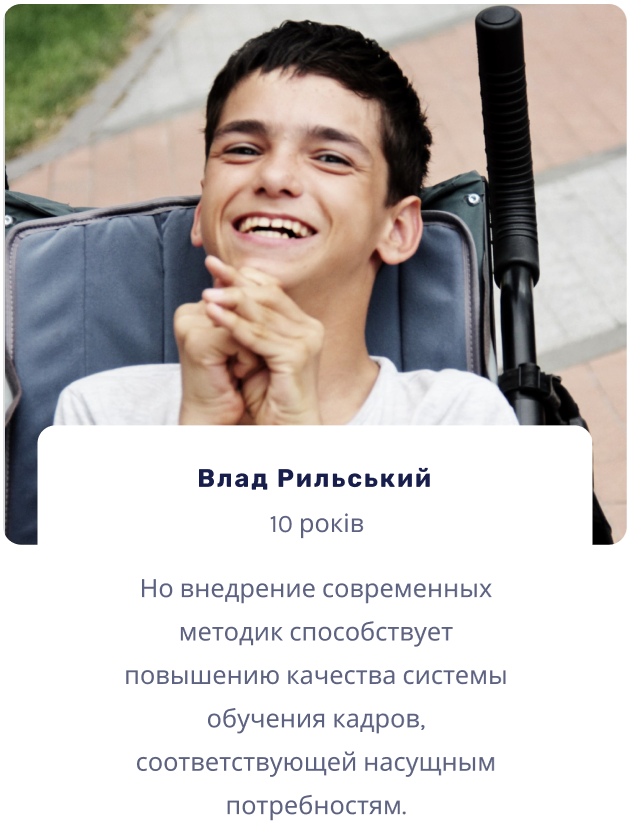 Влад Рильський
10 років
Но внедрение современных
методик способствует
повышению качества системы
обучения кадров,
соответствующей насущным
потребностям.